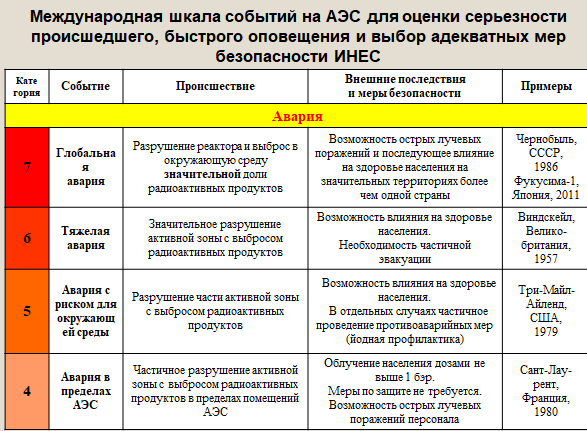 Международная шкала событий на АЭС для оценки серьезности
происшедшего, быстрого оповещения и выбор адекватных мер
безопасности ИНЕС
Кате
гория
Событие
Происшествие
Внешние последствия
и меры безопасности
Примеры
Авария
7
Глобальна
я
авария
Разрушение реактора и выброс в
окружающую среду
значительной доли
радиоактивных продуктов
Возможность острых лучевых
поражений и последующее влияние
на здоровье населения на
значительных территориях более
чем одной страны
Чернобыль,
СССР,
1986
Фукусима-1,
Япония, 2011
6
Тяжелая
авария
Значительное разрушение
активной зоны с выбросом
радиоактивных продуктов
Возможность влияния на здоровье
населения.
Необходимость частичной
эвакуации
Виндскейл,
Велико-
британия,
1957
5
Авария с
риском для
окружающ
ей среды
Разрушение части активной зоны
с выбросом радиоактивных
продуктов
Возможность влияния на здоровье
населения.
В отдельных случаях частичное
проведение противоаварийных мер
(йодная профилактика)
Три-Майл-
Айленд,
США,
1979
4
Авария в
пределах
АЭС
Частичное разрушение активной
зоны с выбросом радиоактивных
продуктов в пределах помещений
АЭС
Облучение населения дозами не
выше 1 бэр.
Меры по защите не требуется.
Возможность острых лучевых
поражений персонала
Сант-Лау-
рент,
Франция,
1980